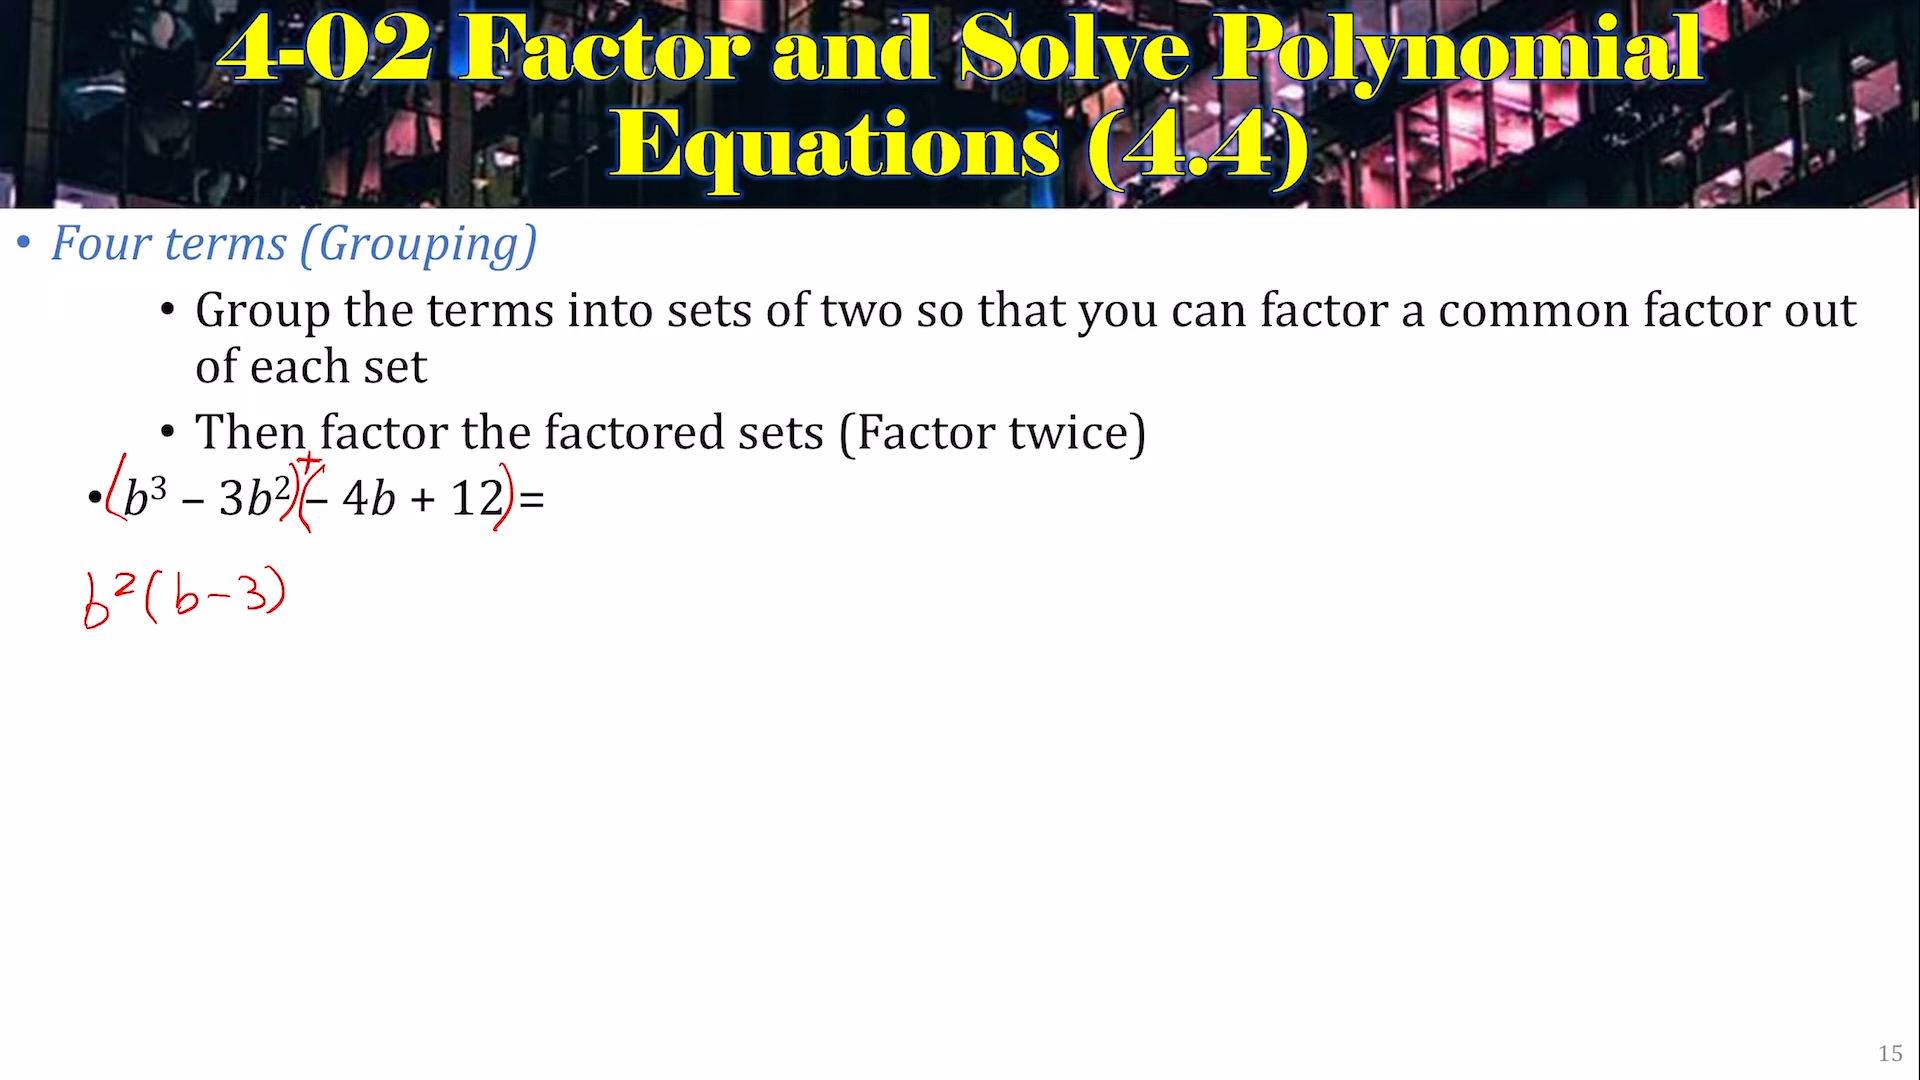 4-02 Factor and Solve Polynomial
Equations (4.4)
• Four terms (Grouping)
• Group the terms into sets of two so that you can factor a common factor out
of each set
• Then factor the factored sets (Factor twice)
• (b³ – 3b²) + (– 4b + 12) =
b²(b-3)
15